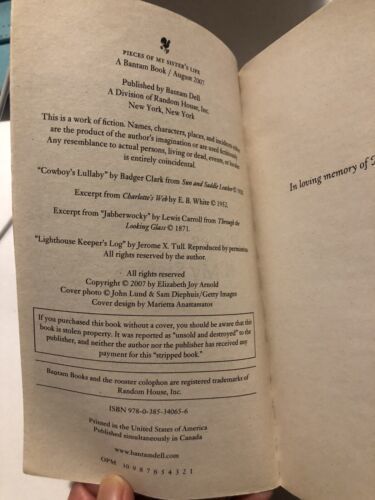 PIECES OF MY SISTER'S LIFE
A Bantam Book / August 2007
Published by Bantam Dell
A Division of Random House, Inc.
New York, New York
This is a work of fiction. Names, characters, places, and incidents either
are the product of the author's imagination or are used fictitiously.
Any resemblance to actual persons, living or dead, events, or locales
is entirely coincidental.
"Cowboy's Lullaby" by Badger Clark from Sun and Saddle Leather ©
Excerpt from Charlotte's Web by E. B. White © 1952.
Excerpt from "Jabberwocky" by Lewis Carroll from Through the
Looking Glass © 1871.
"Lighthouse Keeper's Log" by Jerome X. Tull. Reproduced by permission.
All rights reserved by the author.
All rights reserved
Copyright © 2007 by Elizabeth Joy Arnold
Cover photo © John Lund & Sam Diephuis/Getty Images
Cover design by Marietta Anastassatos
If you purchased this book without a cover, you should be aware that
this book is stolen property. It was reported as "unsold and destroyed" to the
publisher, and neither the author nor the publisher has received any
payment for this "stripped book."
Bantam Books and the rooster colophon are registered trademarks of
Random House, Inc.
ISBN 978-0-385-34065-6
Printed in the United States of America
Published simultaneously in Canada
www.bantamdell.com
OPM 10 9 8 7 6 5 4 3 2 1
In loving memory of